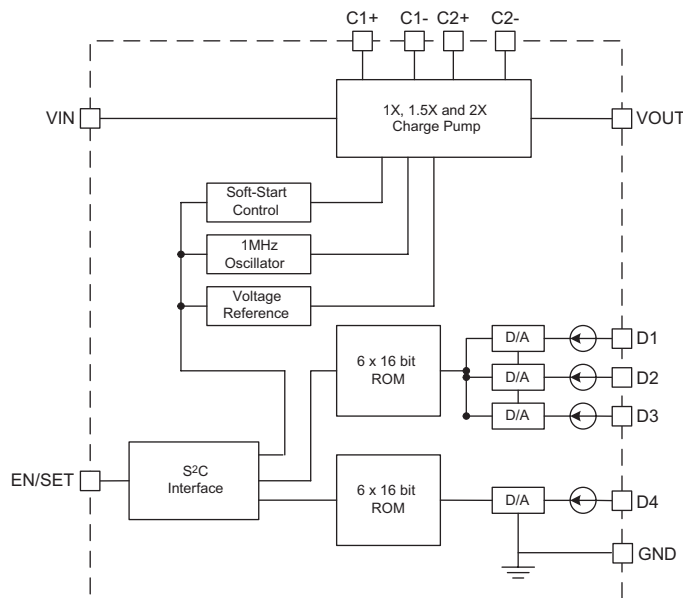 C1+ C1- C2+ C2-
VIN
1X, 1.5X and 2X
Charge Pump
VOUT
Soft-Start
Control
1MHz
Oscillator
Voltage
Reference
6 x 16 bit
ROM
D/A
D1
D/A
D2
D/A
D3
EN/SET
S²C
Interface
6 x 16 bit
ROM
D/A
D4
GND